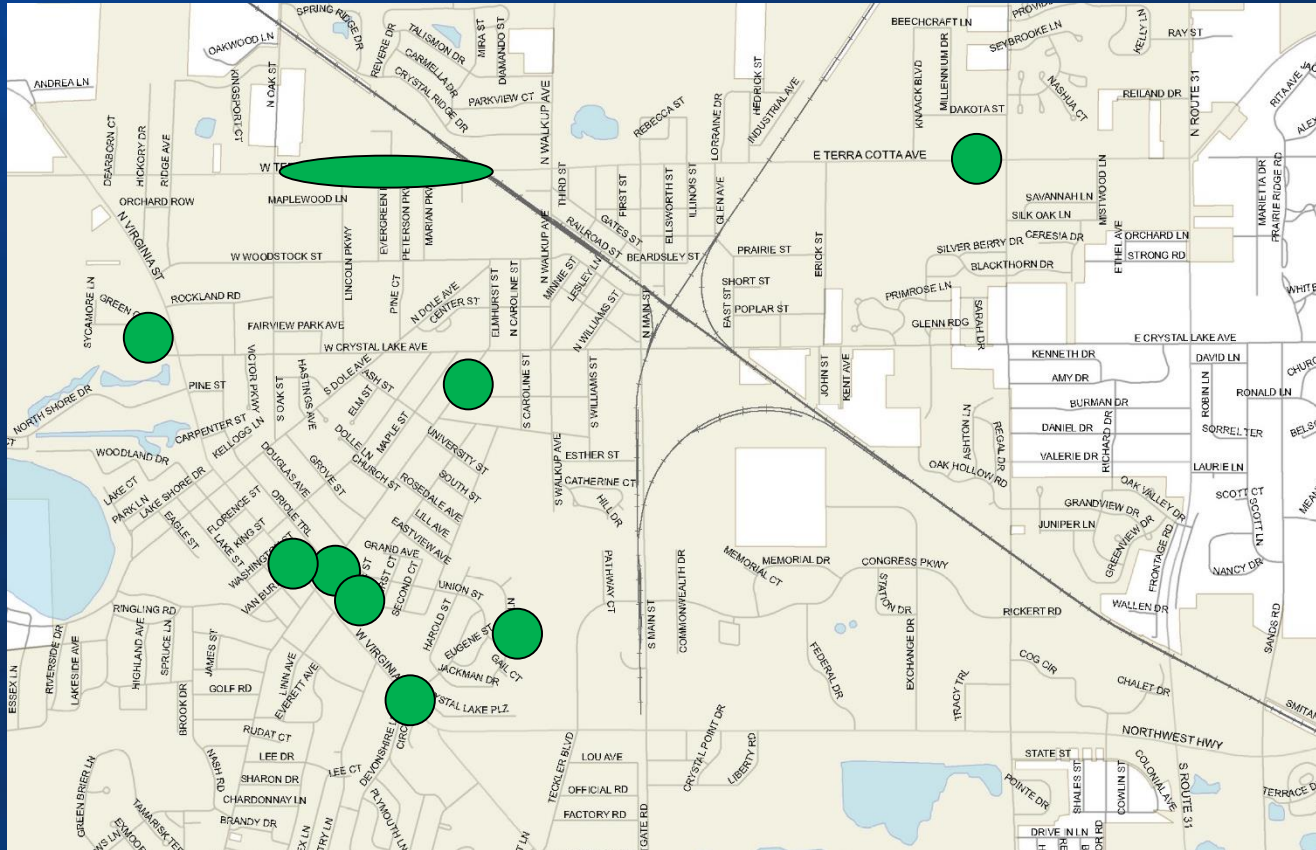 SPRING RIDGE DR
OAKWOOD LN
REVERE DR
TALISMON DR
CARMELLA DR
CRYSTAL RIDGE DR
MIRA ST
DIAMANDO ST
PARKVIEW CT
N WALKUP AVE
ANDREA LN
KINGSPORT CT
N OAK ST
REBECCA ST
LORRAINE DR
HEDRICK ST
INDUSTRIAL AVE
BEECHCRAFT LN
KNAACK BLVD
MILLENNIUM DR
DAKOTA ST
SEYBROOKE LN
NASHUA CT
KELLY LN
RAY ST
REILAND DR
N ROUTE 31
RITA AVE
DEARBORN CT
HICKORY DR
RIDGE AVE
W TE
E TERRA COTTA AVE
ORCHARD ROW
MAPLEWOOD LN
PETERSON PKW
MARIAN PKW
THIRD ST
FIRST ST
ELLSWORTH ST
ILLINOIS ST
GLEN AVE
GATES ST
RAILROAD ST
N WALKUP AVE
N VIRGINIA ST
W WOODSTOCK ST
LINCOLN PKWY
BEARDSLEY ST
PRAIRIE ST
SHORT ST
POPLAR ST
EAST ST
ERICK ST
SAVANNAH LN
SILK OAK LN
MISTWOOD LN
SILVER BERRY DR
CERESIA DR
BLACKTHORN DR
ETHEL AVE
ORCHARD LN
STRONG RD
MARIETTA DR
PRAIRIE RIDGE RD
SYCAMORE LN
ROCKLAND RD
PINE CT
N DOLE AVE
CENTER ST
ELMHURST ST
N CAROLINE ST
MINNIE ST
LESLEY LN
N WILLIAMS ST
N MAIN ST
PRIMROSE LN
GLENN RDG
SARAH DR
FAIRVIEW PARK AVE
W CRYSTAL LAKE AVE
E CRYSTAL LAKE AVE
NORTH SHORE DR
PINE ST
VICTOR PKWY
S OAK ST
HASTINGS AVE
S DOLE AVE
ASH ST
ELM ST
MAPLE ST
S CAROLINE ST
S WILLIAMS ST
JOHN ST
KENT AVE
KENNETH DR
AMY DR
BURMAN DR
DANIEL DR
VALERIE DR
RICHARD DR
DAVID LN
ROBIN LN
RONALD LN
SORREL TER
LAURIE LN
CARPENTER ST
KELLOGG LN
WOODLAND DR
LAKE CT
PARK LN
LAKE SHORE DR
EAGLE ST
DOUGLAS AVE
GROVE ST
DOLLE LN
CHURCH ST
UNIVERSITY ST
SOUTH ST
ROSEDALE AVE
LILL AVE
EASTVIEW AVE
GRAND AVE
S WALKUP AVE
ESTHER ST
CATHERINE CT
HILL DR
ASHTON LN
REGAL DR
OAK HOLLOW RD
OAK VALLEY DR
GRANDVIEW DR
JUNIPER LN
GREENVIEW DR
FRONTAGE RD
SCOTT CT
SCOTT LN
NANCY DR
FLORENCE ST
KING ST
ORIOLE TRL
LAKE ST
WASHINGTON ST
VAN BUR
SECOND CT
UNION ST
HAROLD ST
EUGENE ST
GAIL CT
JACKMAN DR
PATHWAY CT
S MAIN ST
COMMONWEALTH DR
MEMORIAL CT
MEMORIAL DR
CONGRESS PKWY
STATION DR
EXCHANGE DR
FEDERAL DR
TRACY TRL
RICKERT RD
WALLEN DR
SANDS RD
RINGLING RD
RIVERSIDE DR
LAKESIDE AVE
ESSEX LN
HIGHLAND AVE
SPRUCE LN
JAMES ST
BROOK DR
GOLF RD
LINN AVE
EVERETT AVE
W VIRGINIA
YSTAL LAKE PLZ
COG CIR
CHALET DR
NORTHWEST HWY
RUDAT CT
LEE DR
LEE CT
SHARON DR
CHARDONNAY LN
BRANDY DR
NASH RD
DEVONSHIRE L
PLYMOUTH LN
GREEN BRIER LN
TAMARISK TER
TECKLER BLVD
LOU AVE
OFFICIAL RD
FACTORY RD
GATE RD
CRYSTAL POINT DR
LIBERTY RD
STATE ST
POINTE DR
SHALES ST
COWLIN ST
COLONIAL AVE
S ROUTE 31
DRIVE IN LN